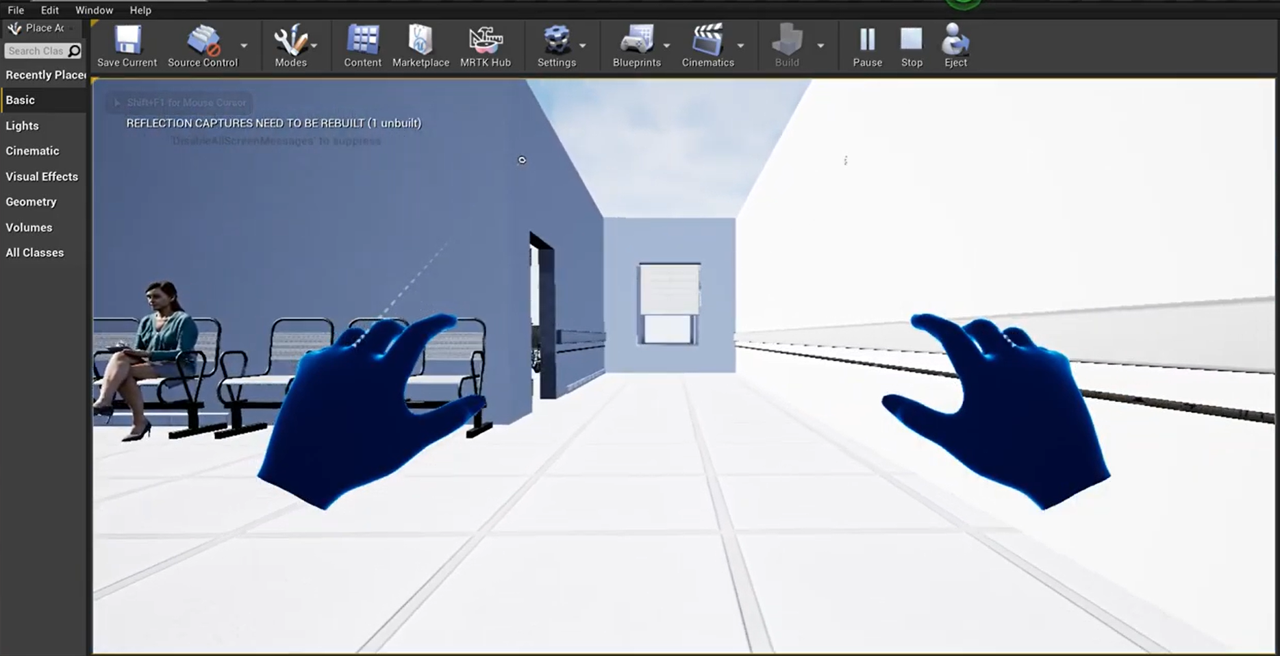 File Edit Window Help
Place Ac
Search Clas
Recently Place
Basic
Lights
Cinematic
Visual Effects
Geometry
Volumes
All Classes
Save Current Source Control Modes Content Marketplace MRTK Hub Settings Blueprints Cinematics Build Pause Stop Eject
Shift+F1 for Mouse Cursor
REFLECTION CAPTURES NEED TO BE REBUILT (1 unbuilt)
'DisableAllScreenMessages' to suppress